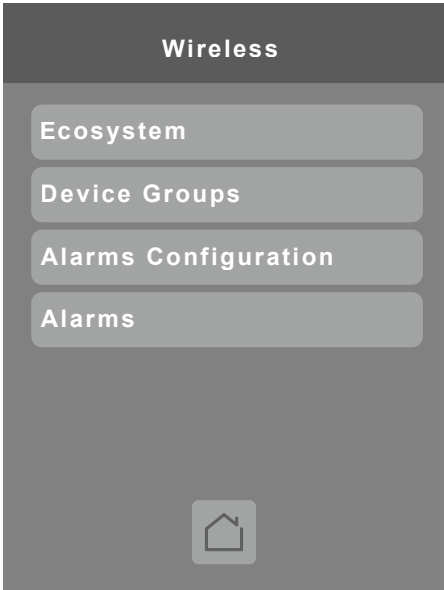 Wireless
Ecosystem
Device Groups
Alarms Configuration
Alarms